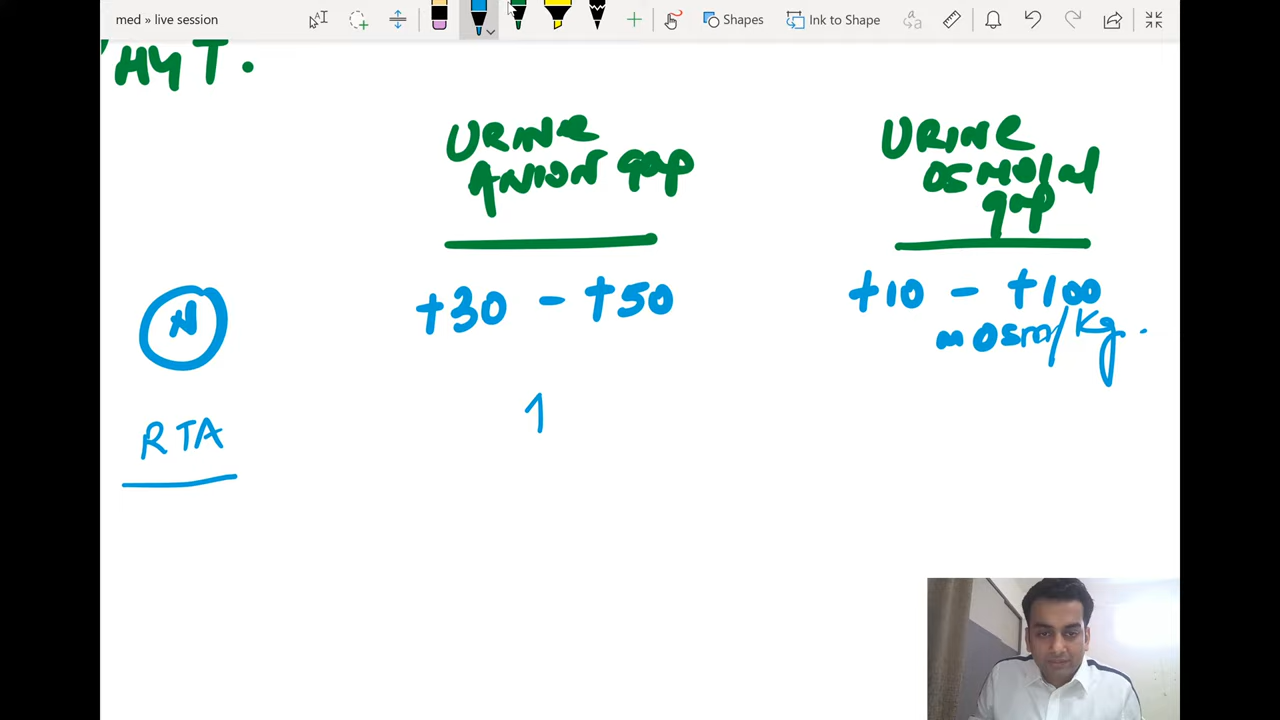 med » live session
Shapes
Ink to Shape
HYT.
URINE
ANION gap
URINE
OSMOLAL
gap
N
+30 - +50
+10 - +100
mOSm/Kg.
RTA
↑